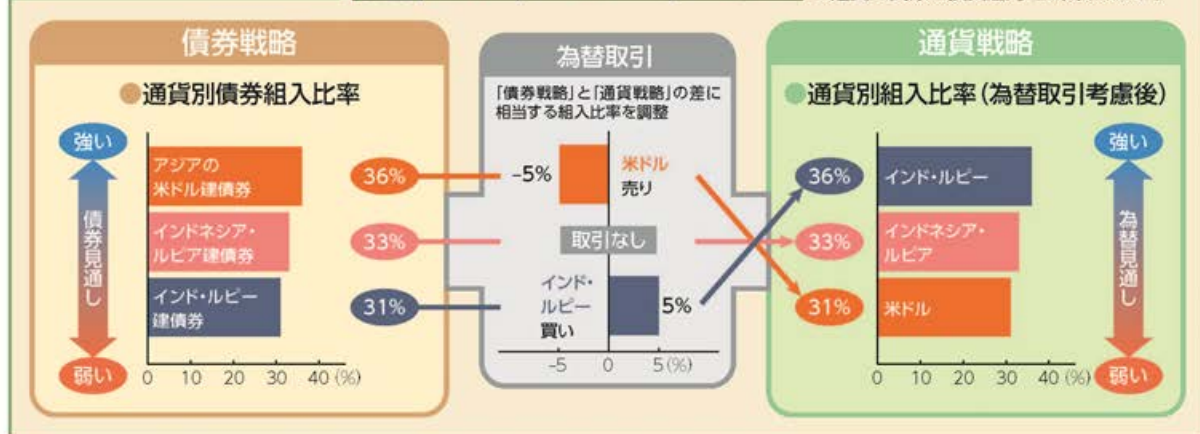 債券戦略
●通貨別債券組入比率
強い
債券見通し
弱い
アジアの
米ドル建債券
インドネシア・
ルピア建債券
インド・ルピー
建債券
0 10 20 30 40 (%)
36%
33%
31%
為替取引
「債券戦略」と「通貨戦略」の差に
相当する組入比率を調整
-5%
米ドル
売り
取引なし
インド・
ルピー
買い
5%
-5 0 5 (%)
通貨戦略
●通貨別組入比率(為替取引考慮後)
36%
33%
31%
インド・ルピー
インドネシア・
ルピア
米ドル
0 10 20 30 40 (%)
強い
為替見通し
弱い